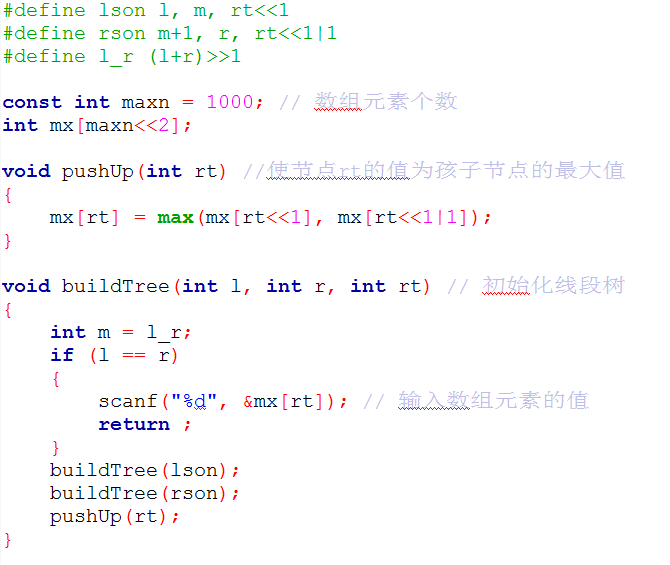 #define lson l, m, rt<<1
#define rson m+1, r, rt<<1|1
#define l_r (l+r)>>1
const int maxn = 1000; // 数组元素个数
int mx[maxn<<2];
void pushUp(int rt) //使节点rt的值为孩子节点的最大值
{
mx[rt] = max(mx[rt<<1], mx[rt<<1|1]);
}
void buildTree(int l, int r, int rt) // 初始化线段树
{
int m = l_r;
if (l == r)
{
scanf("%d", &mx[rt]); // 输入数组元素的值
return ;
}
buildTree(lson);
buildTree(rson);
pushUp(rt);
}